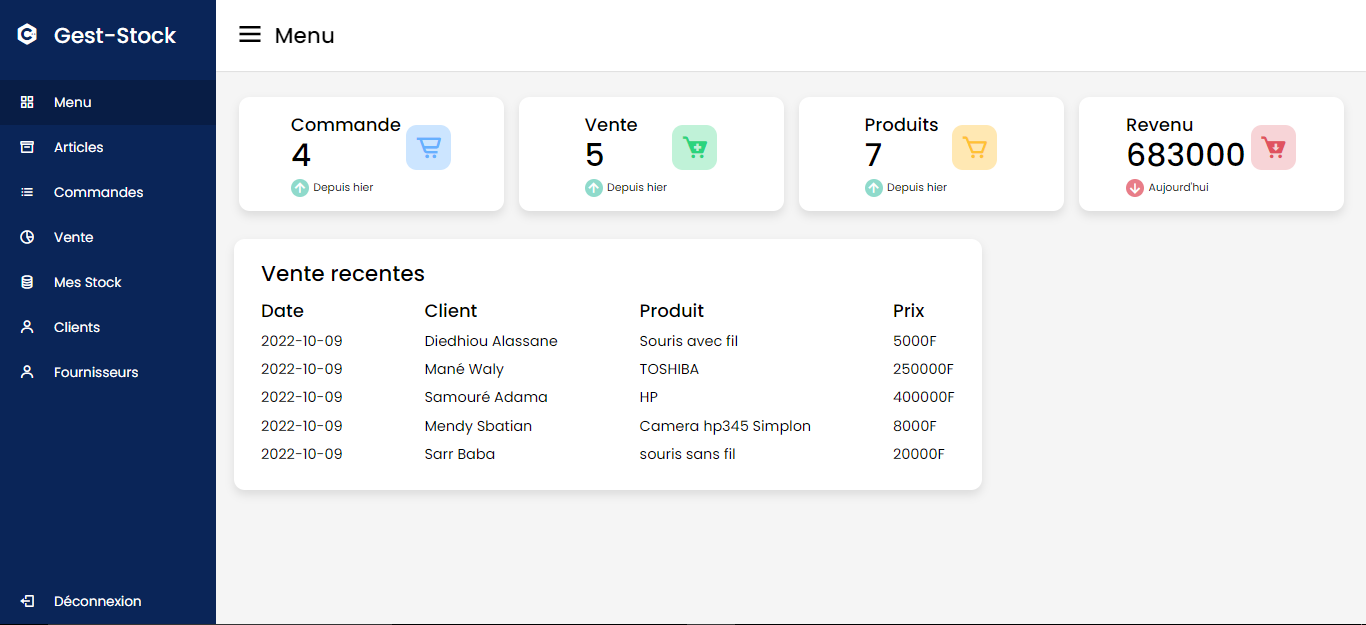 Gest-Stock
Menu
Menu
Articles
Commandes
Vente
Mes Stock
Clients
Fournisseurs
Déconnexion
Commande
4
Depuis hier
Vente
5
Depuis hier
Produits
7
Depuis hier
Revenu
683000
Aujourd'hui
Vente recentes
Date Client Produit Prix
2022-10-09 Diedhiou Alassane Souris avec fil 5000F
2022-10-09 Mané Waly TOSHIBA 250000F
2022-10-09 Samouré Adama HP 400000F
2022-10-09 Mendy Sbatian Camera hp345 Simplon 8000F
2022-10-09 Sarr Baba souris sans fil 20000F